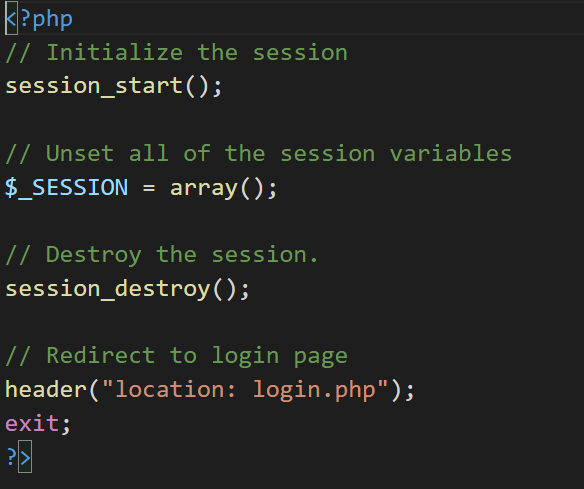 <?php
// Initialize the session
session_start();
// Unset all of the session variables
$_SESSION = array();
// Destroy the session.
session_destroy();
// Redirect to login page
header("location: login.php");
exit;
?>